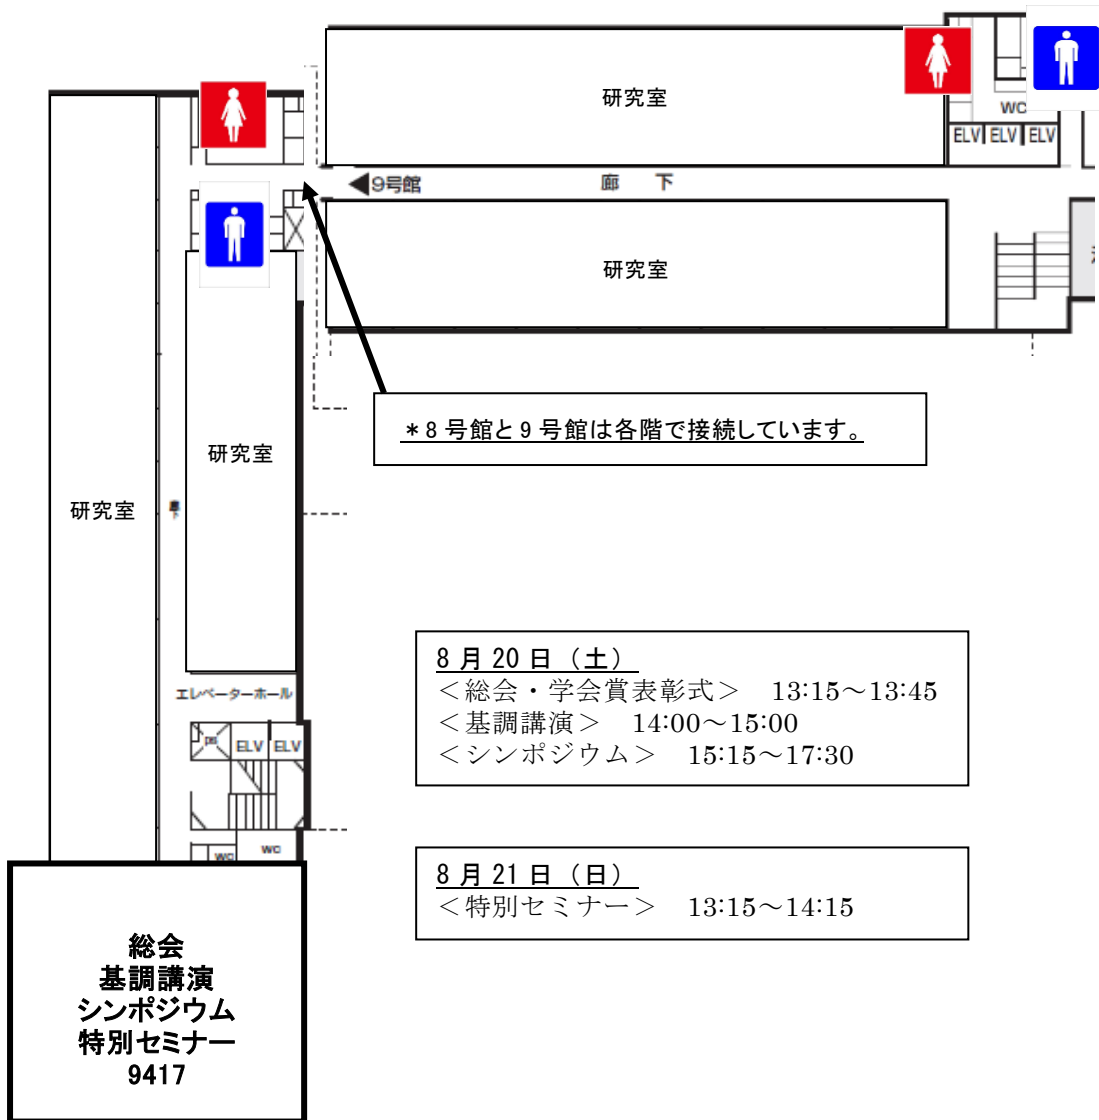 研究室
WC
ELV ELV ELV
◀9号館
廊 下
研究室
＊8 号館と 9 号館は各階で接続しています。
研究室
研究室
8 月 20 日 （土）
＜総会・学会賞表彰式＞ 13:15～13:45
＜基調講演＞ 14:00～15:00
＜シンポジウム＞ 15:15～17:30
エレベーターホール
ELV ELV
WC
WC
8 月 21 日 （日）
＜特別セミナー＞ 13:15～14:15
総会
基調講演
シンポジウム
特別セミナー
9417